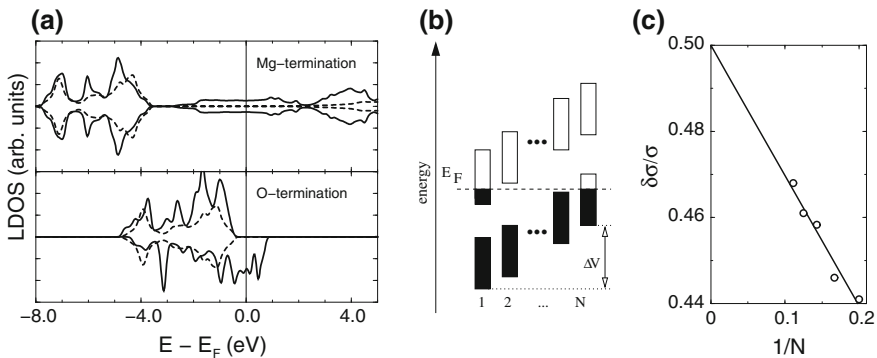 (a)
LDOS (arb. units)
Mg–termination
O–termination
-8.0 -4.0 0.0 4.0
E – E_F (eV)
(b)
energy
E_F
•••
•••
ΔV
1 2 ... N
(c)
δσ/σ
0.50
0.48
0.46
0.44
0 0.1 0.2
1/N